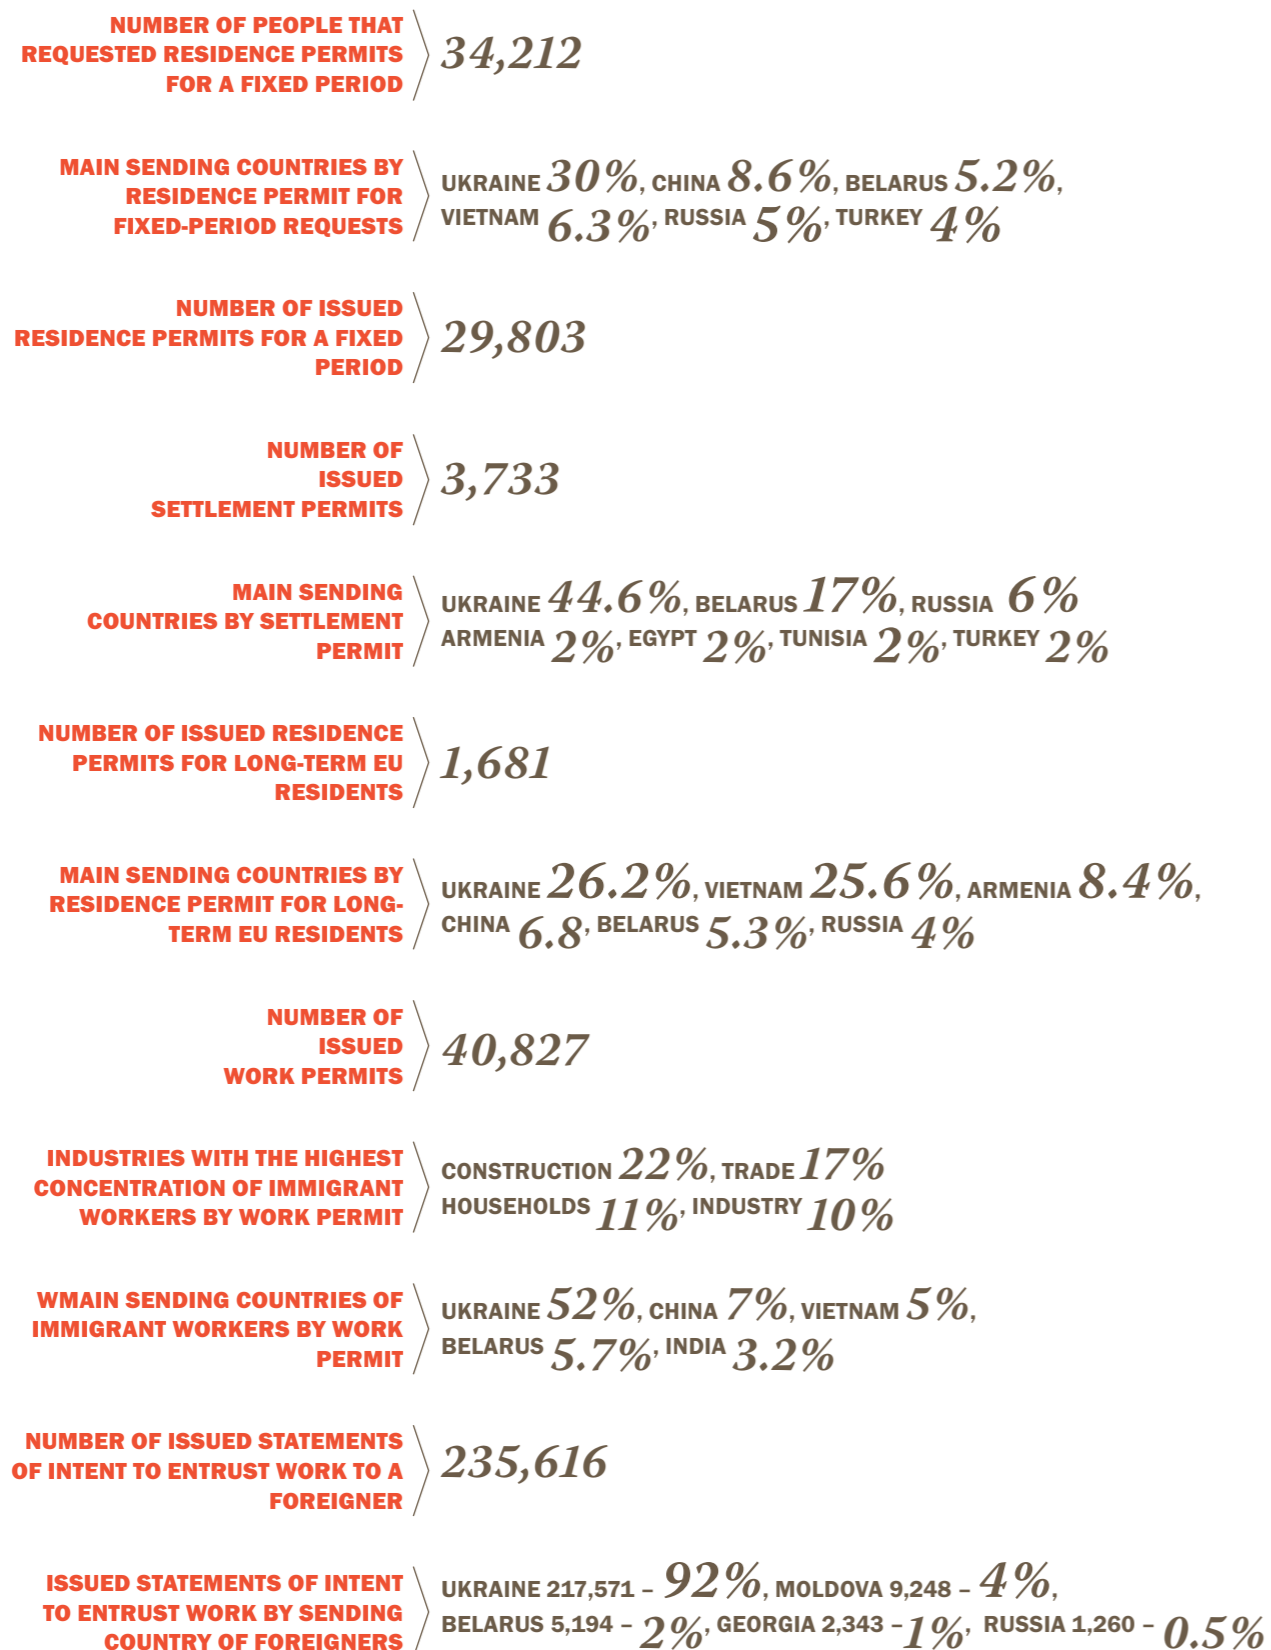 NUMBER OF PEOPLE THAT
REQUESTED RESIDENCE PERMITS
FOR A FIXED PERIOD
34,212
MAIN SENDING COUNTRIES BY
RESIDENCE PERMIT FOR
FIXED-PERIOD REQUESTS
UKRAINE 30%, CHINA 8.6%, BELARUS 5.2%,
VIETNAM 6.3%, RUSSIA 5%, TURKEY 4%
NUMBER OF ISSUED
RESIDENCE PERMITS FOR A FIXED
PERIOD
29,803
NUMBER OF
ISSUED
SETTLEMENT PERMITS
3,733
MAIN SENDING
COUNTRIES BY SETTLEMENT
PERMIT
UKRAINE 44.6%, BELARUS 17%, RUSSIA 6%
ARMENIA 2%, EGYPT 2%, TUNISIA 2%, TURKEY 2%
NUMBER OF ISSUED RESIDENCE
PERMITS FOR LONG-TERM EU
RESIDENTS
1,681
MAIN SENDING COUNTRIES BY
RESIDENCE PERMIT FOR LONG-
TERM EU RESIDENTS
UKRAINE 26.2%, VIETNAM 25.6%, ARMENIA 8.4%,
CHINA 6.8, BELARUS 5.3%, RUSSIA 4%
NUMBER OF
ISSUED
WORK PERMITS
40,827
INDUSTRIES WITH THE HIGHEST
CONCENTRATION OF IMMIGRANT
WORKERS BY WORK PERMIT
CONSTRUCTION 22%, TRADE 17%
HOUSEHOLDS 11%, INDUSTRY 10%
WMAIN SENDING COUNTRIES OF
IMMIGRANT WORKERS BY WORK
PERMIT
UKRAINE 52%, CHINA 7%, VIETNAM 5%,
BELARUS 5.7%, INDIA 3.2%
NUMBER OF ISSUED STATEMENTS
OF INTENT TO ENTRUST WORK TO A
FOREIGNER
235,616
ISSUED STATEMENTS OF INTENT
TO ENTRUST WORK BY SENDING
COUNTRY OF FOREIGNERS
UKRAINE 217,571 – 92%, MOLDOVA 9,248 – 4%,
BELARUS 5,194 – 2%, GEORGIA 2,343 – 1%, RUSSIA 1,260 – 0.5%